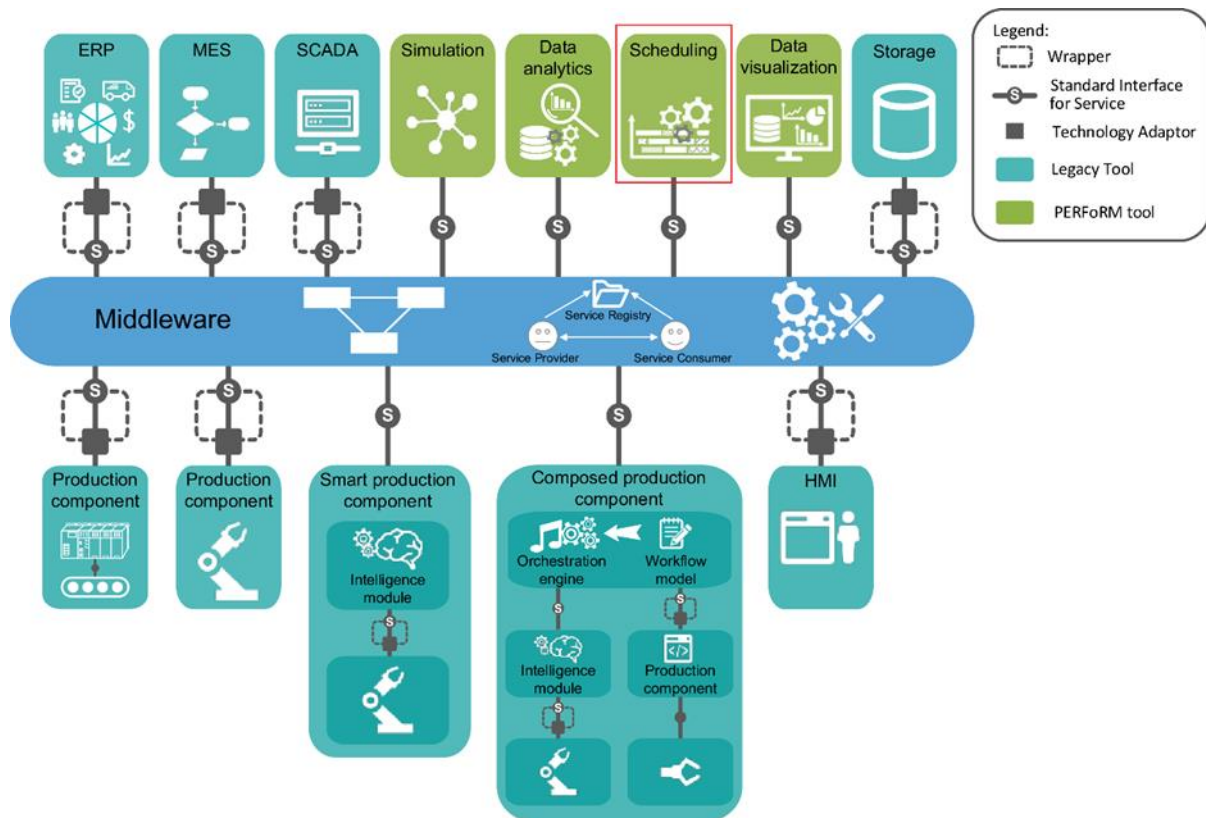 ERP
MES
SCADA
Simulation
Data
analytics
Scheduling
Data
visualization
Storage
$
Legend:
Wrapper
S
Standard Interface
for Service
Technology Adaptor
Legacy Tool
PERFoRM tool
S
S
S
S
S
S
S
S
Middleware
Service Registry
Service Provider
Service Consumer
S
S
S
S
S
Production
component
Production
component
Smart production
component
Intelligence
module
S
Composed production
component
Orchestration
engine
Workflow
model
S
S
Intelligence
module
</>
Production
component
S
HMI